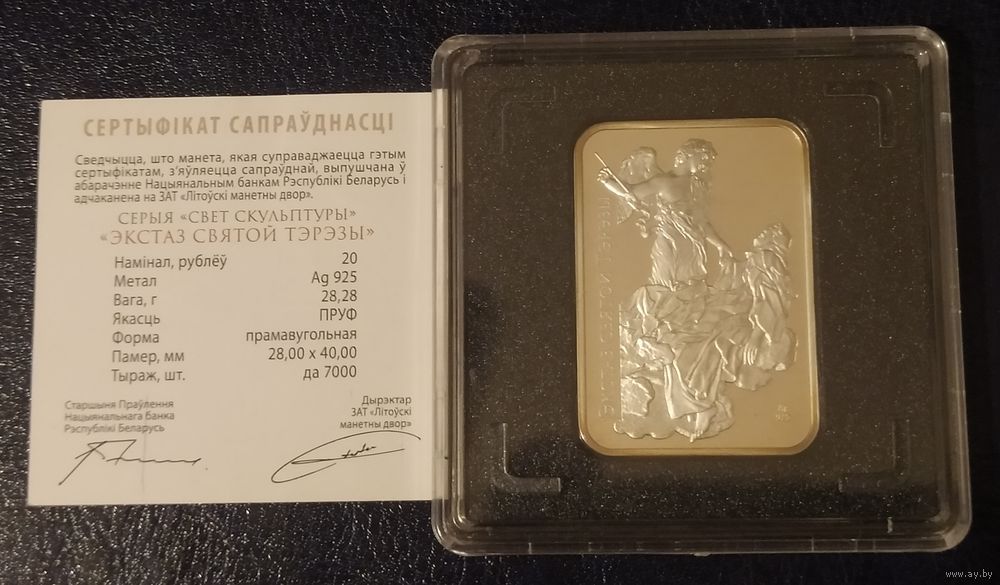 СЕРТЫФІКАТ САПРАЎДНАСЦІ
Сведчыцца, што манета, якая суправаджаецца гэтым
сертыфікатам, з'яўляецца сапраўднай, выпушчана ў
абарачэнне Нацыянальным банкам Рэспублікі Беларусь і
адчаканена на ЗАТ «Літоўскі манетны двор».
СЕРЫЯ «СВЕТ СКУЛЬПТУРЫ»
«ЭКСТАЗ СВЯТОЙ ТЭРЭЗЫ»
Намінал, рублёў 20
Метал Ag 925
Вага, г 28,28
Якасць ПРУФ
Форма прамавугольная
Памер, мм 28,00 x 40,00
Тыраж, шт. да 7000
Старшыня Праўлення
Нацыянальнага банка
Рэспублікі Беларусь
Дырэктар
ЗАТ «Літоўскі
манетны двор»
www.ay.by